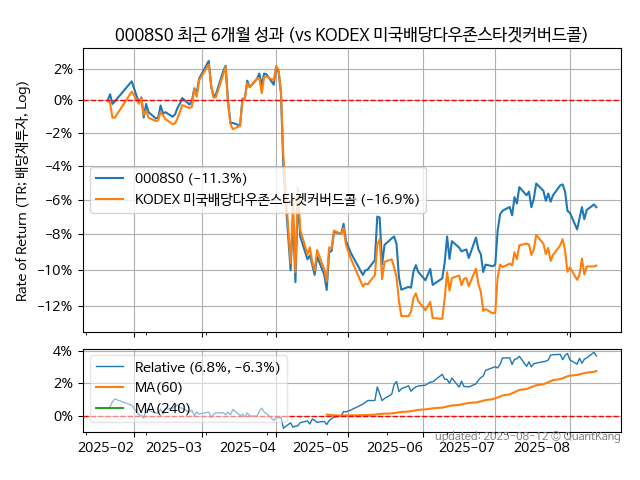 0008S0 최근 6개월 성과 (vs KODEX 미국배당다우존스타겟커버드콜)
Rate of Return (TR; 배당재투자, Log)
2%
0%
−2%
−4%
−6%
−8%
−10%
−12%
0008S0 (−11.3%)
KODEX 미국배당다우존스타겟커버드콜 (−16.9%)
4%
2%
0%
Relative (6.8%, −6.3%)
MA(60)
MA(240)
updated: 2025-08-12 © QuantKang
2025-02 2025-03 2025-04 2025-05 2025-06 2025-07 2025-08